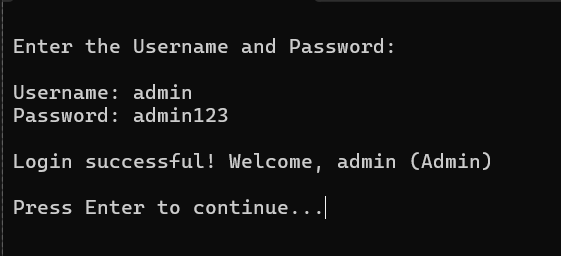 Enter the Username and Password:
Username: admin
Password: admin123
Login successful! Welcome, admin (Admin)
Press Enter to continue...